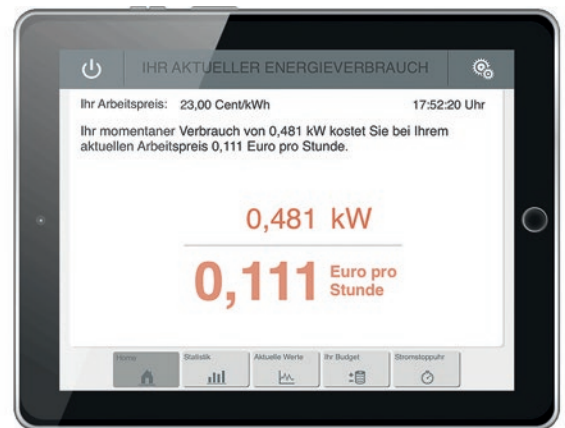 IHR AKTUELLER ENERGIEVERBRAUCH
Ihr Arbeitspreis: 23,00 Cent/kWh 17:52:20 Uhr
Ihr momentaner Verbrauch von 0,481 kW kostet Sie bei Ihrem
aktuellen Arbeitspreis 0,111 Euro pro Stunde.
0,481 kW
0,111 Euro pro
Stunde
Home Statistik Aktuelle Werte Ihr Budget Stromstoppuhr